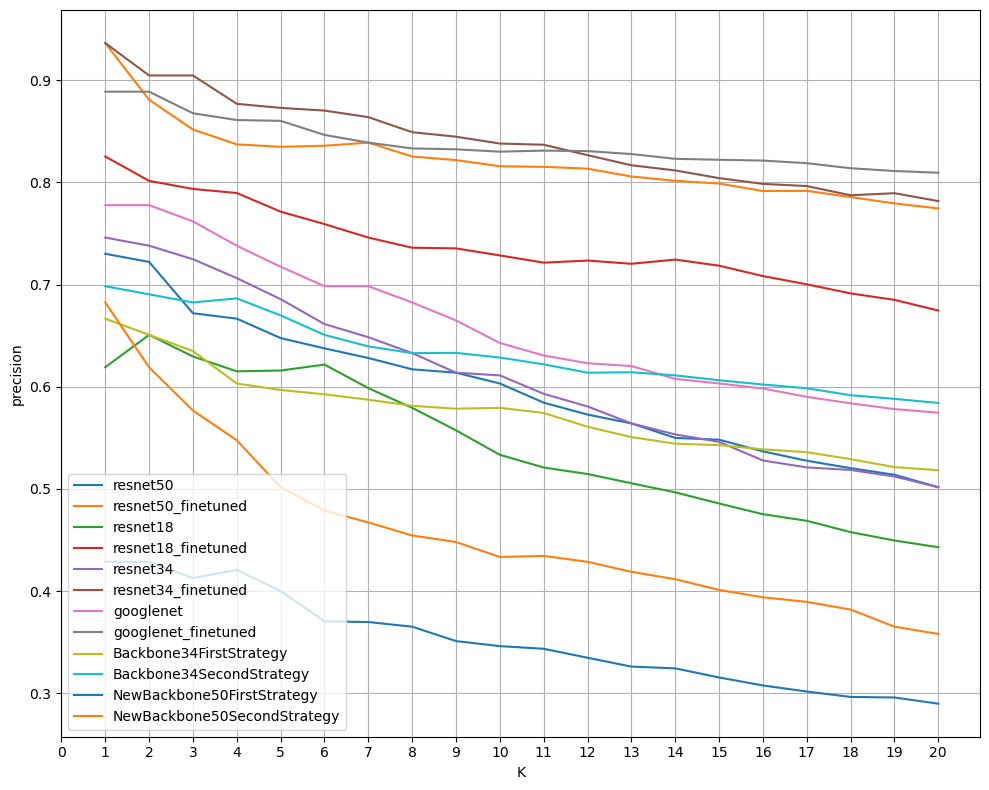 0.9
0.8
0.7
0.6
0.5
0.4
0.3
precision
resnet50
resnet50_finetuned
resnet18
resnet18_finetuned
resnet34
resnet34_finetuned
googlenet
googlenet_finetuned
Backbone34FirstStrategy
Backbone34SecondStrategy
NewBackbone50FirstStrategy
NewBackbone50SecondStrategy
0 1 2 3 4 5 6 7 8 9 10 11 12 13 14 15 16 17 18 19 20
K